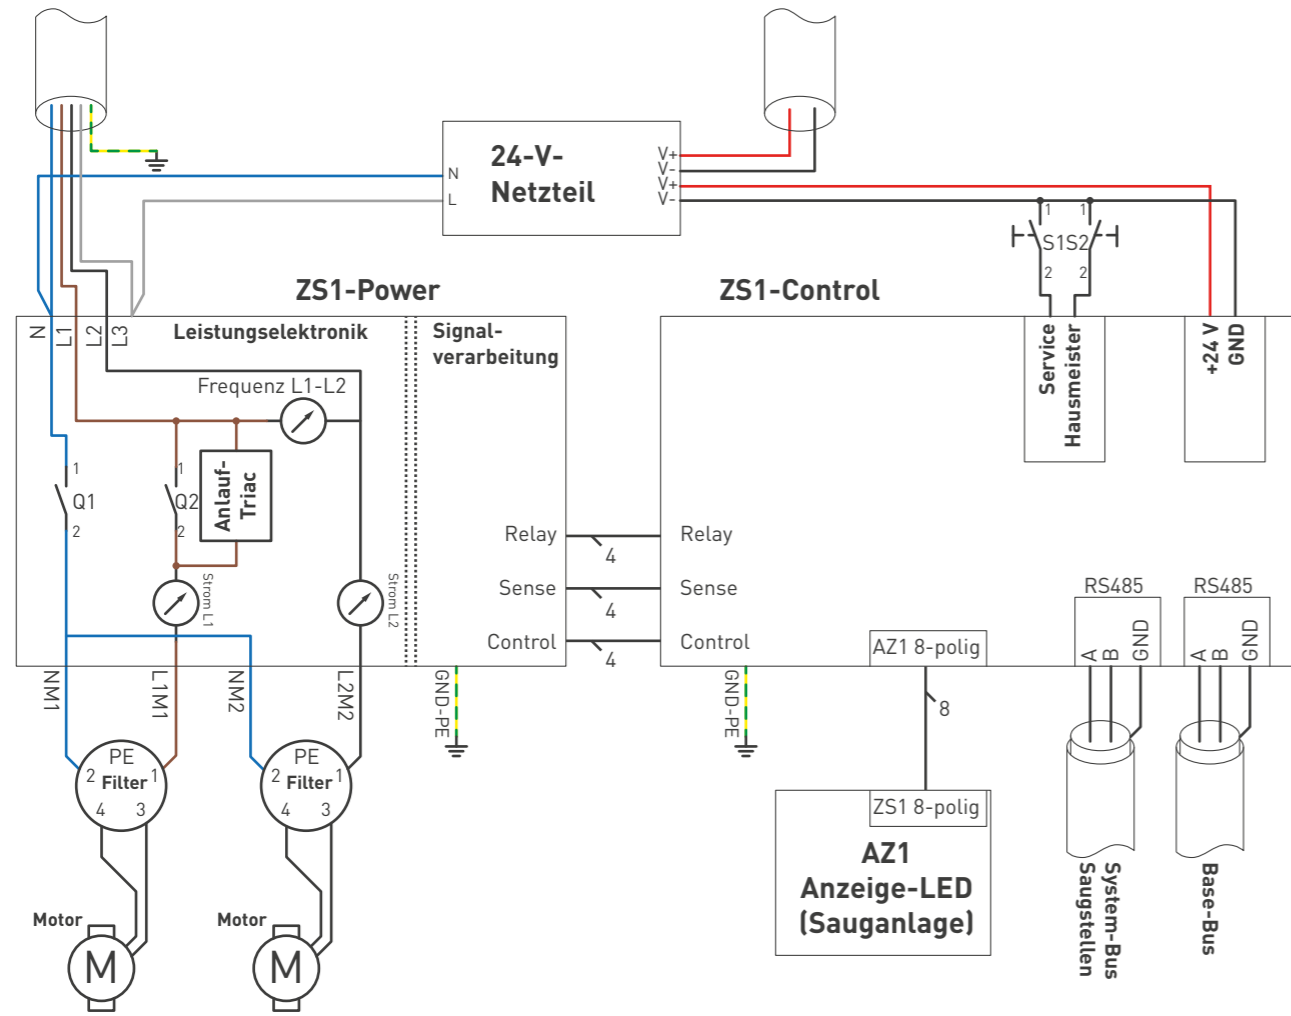 24-V-
Netzteil
N
L
V+
V-
V+
V-
1
1
S1
S2
2
2
ZS1-Power
ZS1-Control
N
L1
L2
L3
Leistungselektronik
Signal-
verarbeitung
Service
Hausmeister
+24 V
GND
Frequenz L1-L2
1
Q1
2
1
Q2
2
Anlauf-
Triac
Strom L1
Strom L2
Relay
4
Relay
Sense
4
Sense
Control
4
Control
RS485
A
B
GND
RS485
A
B
GND
AZ1 8-polig
NM1
L1M1
NM2
L2M2
GND-PE
GND-PE
8
PE
2
Filter
1
4
3
PE
2
Filter
1
4
3
ZS1 8-polig
AZ1
Anzeige-LED
(Sauganlage)
System-Bus
Saugstellen
Base-Bus
Motor
M
Motor
M